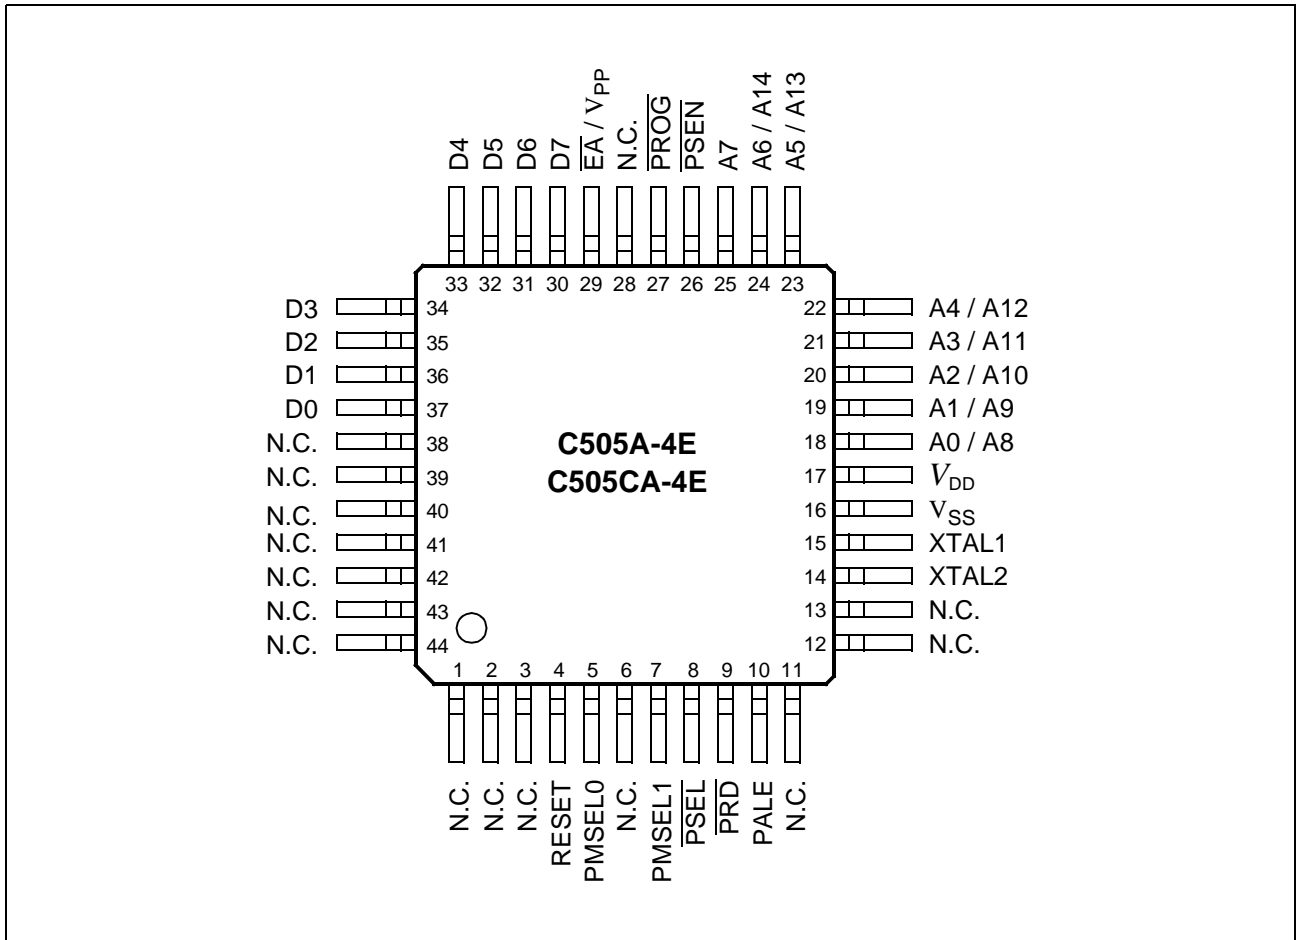 D4
D5
D6
D7
EA / VPP
N.C.
PROG
PSEN
A7
A6 / A14
A5 / A13
33 32 31 30 29 28 27 26 25 24 23
D3 34
D2 35
D1 36
D0 37
N.C. 38
N.C. 39
N.C. 40
N.C. 41
N.C. 42
N.C. 43
N.C. 44
C505A-4E
C505CA-4E
22 A4 / A12
21 A3 / A11
20 A2 / A10
19 A1 / A9
18 A0 / A8
17 VDD
16 VSS
15 XTAL1
14 XTAL2
13 N.C.
12 N.C.
1 2 3 4 5 6 7 8 9 10 11
N.C.
N.C.
N.C.
RESET
PMSEL0
N.C.
PMSEL1
PSEL
PRD
PALE
N.C.